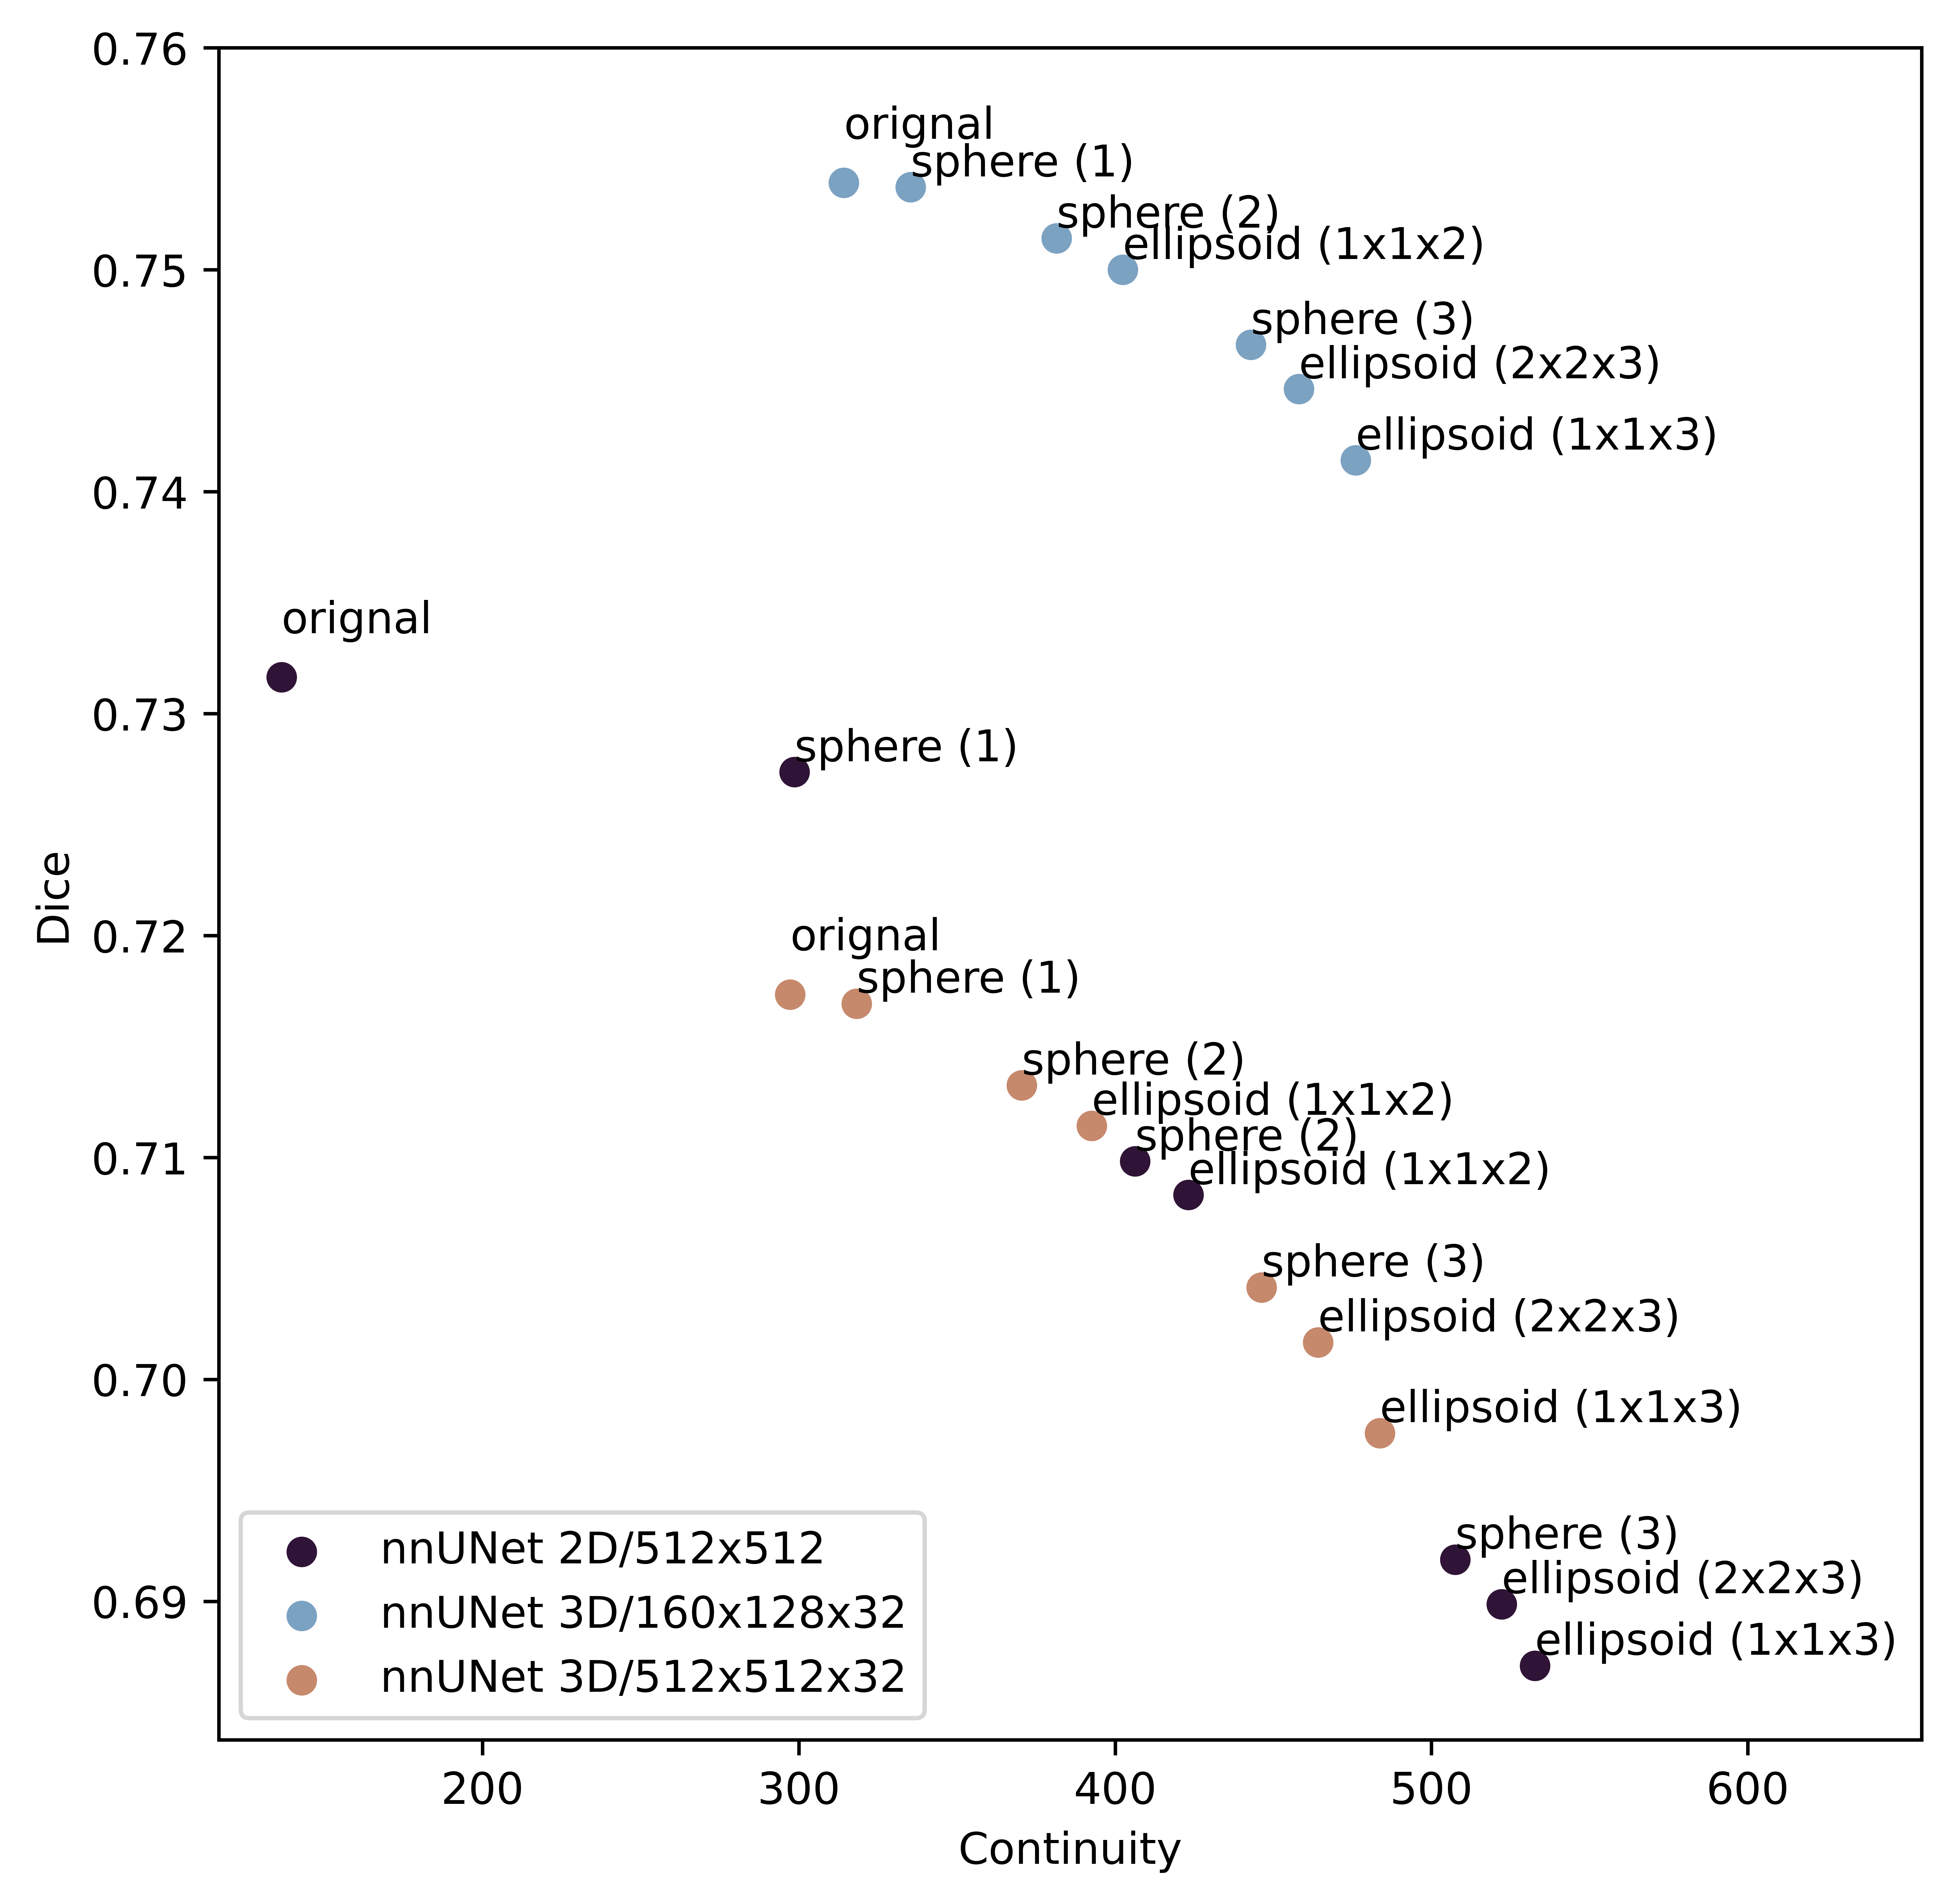 0.76
orignal
sphere (1)
sphere (2)
ellipsoid (1x1x2)
0.75
sphere (3)
ellipsoid (2x2x3)
ellipsoid (1x1x3)
0.74
orignal
0.73
sphere (1)
Dice
orignal
0.72
sphere (1)
sphere (2)
ellipsoid (1x1x2)
sphere (2)
0.71
ellipsoid (1x1x2)
sphere (3)
ellipsoid (2x2x3)
0.70
ellipsoid (1x1x3)
sphere (3)
ellipsoid (2x2x3)
0.69
ellipsoid (1x1x3)
nnUNet 2D/512x512
nnUNet 3D/160x128x32
nnUNet 3D/512x512x32
200 300 400 500 600
Continuity